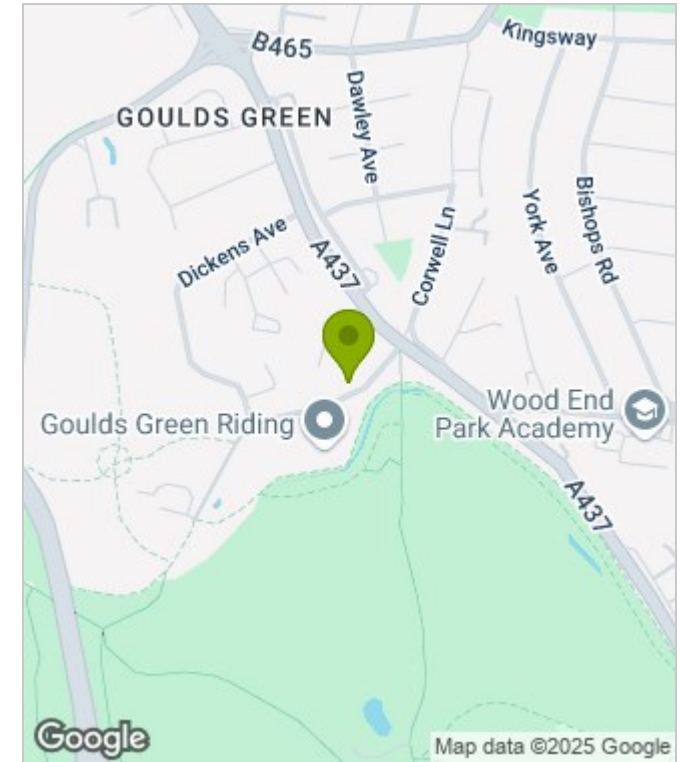 B465
Kingsway
GOULDS GREEN
Dawley Ave
Dickens Ave
A437
Corwell Ln
York Ave
Bishops Rd
Goulds Green Riding
Wood End
Park Academy
A437
Google
Map data ©2025 Google